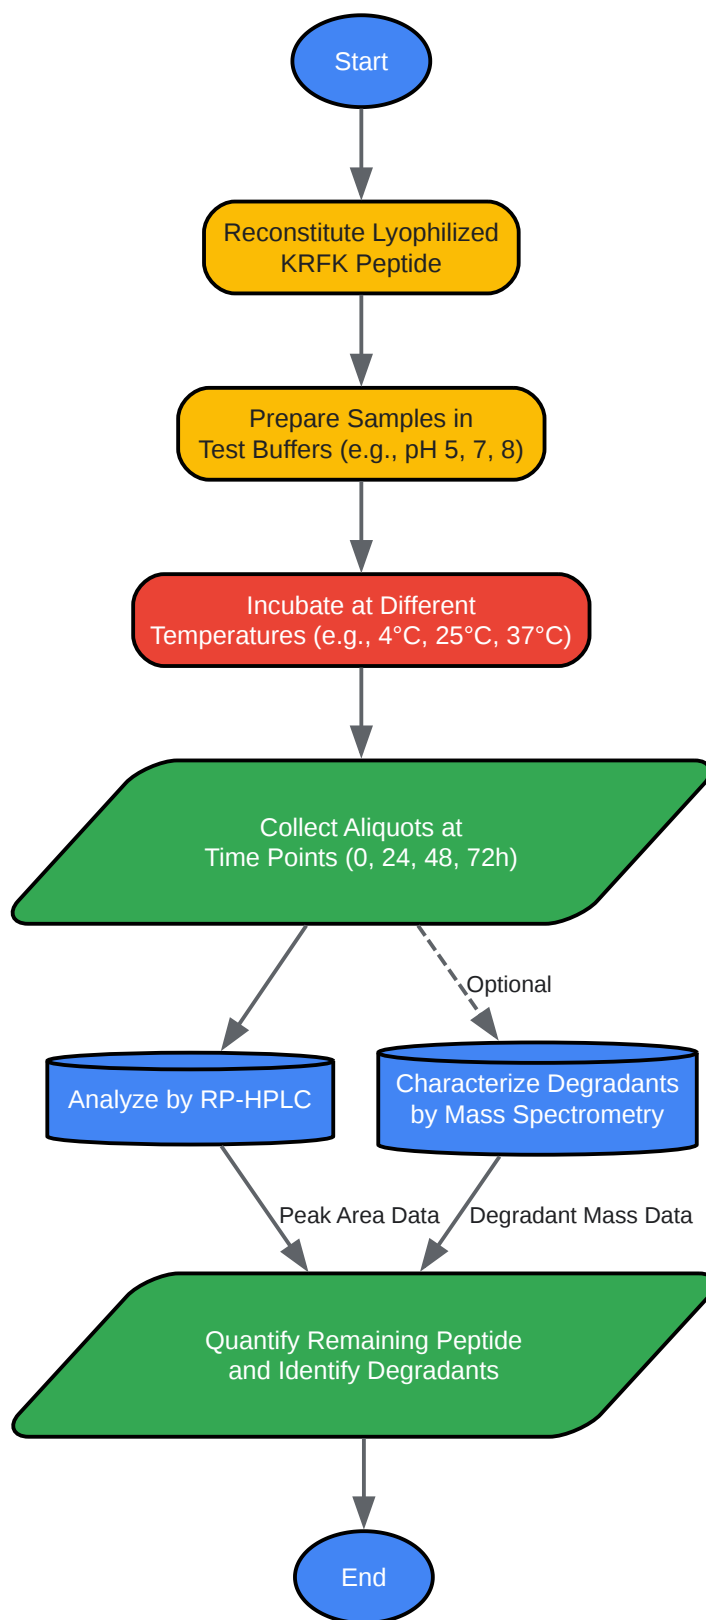 Start
Reconstitute Lyophilized
KRFK Peptide
Prepare Samples in
Test Buffers (e.g., pH 5, 7, 8)
Incubate at Different
Temperatures (e.g., 4°C, 25°C, 37°C)
Collect Aliquots at
Time Points (0, 24, 48, 72h)
Optional
Analyze by RP-HPLC
Characterize Degradants
by Mass Spectrometry
Peak Area Data
Degradant Mass Data
Quantify Remaining Peptide
and Identify Degradants
End